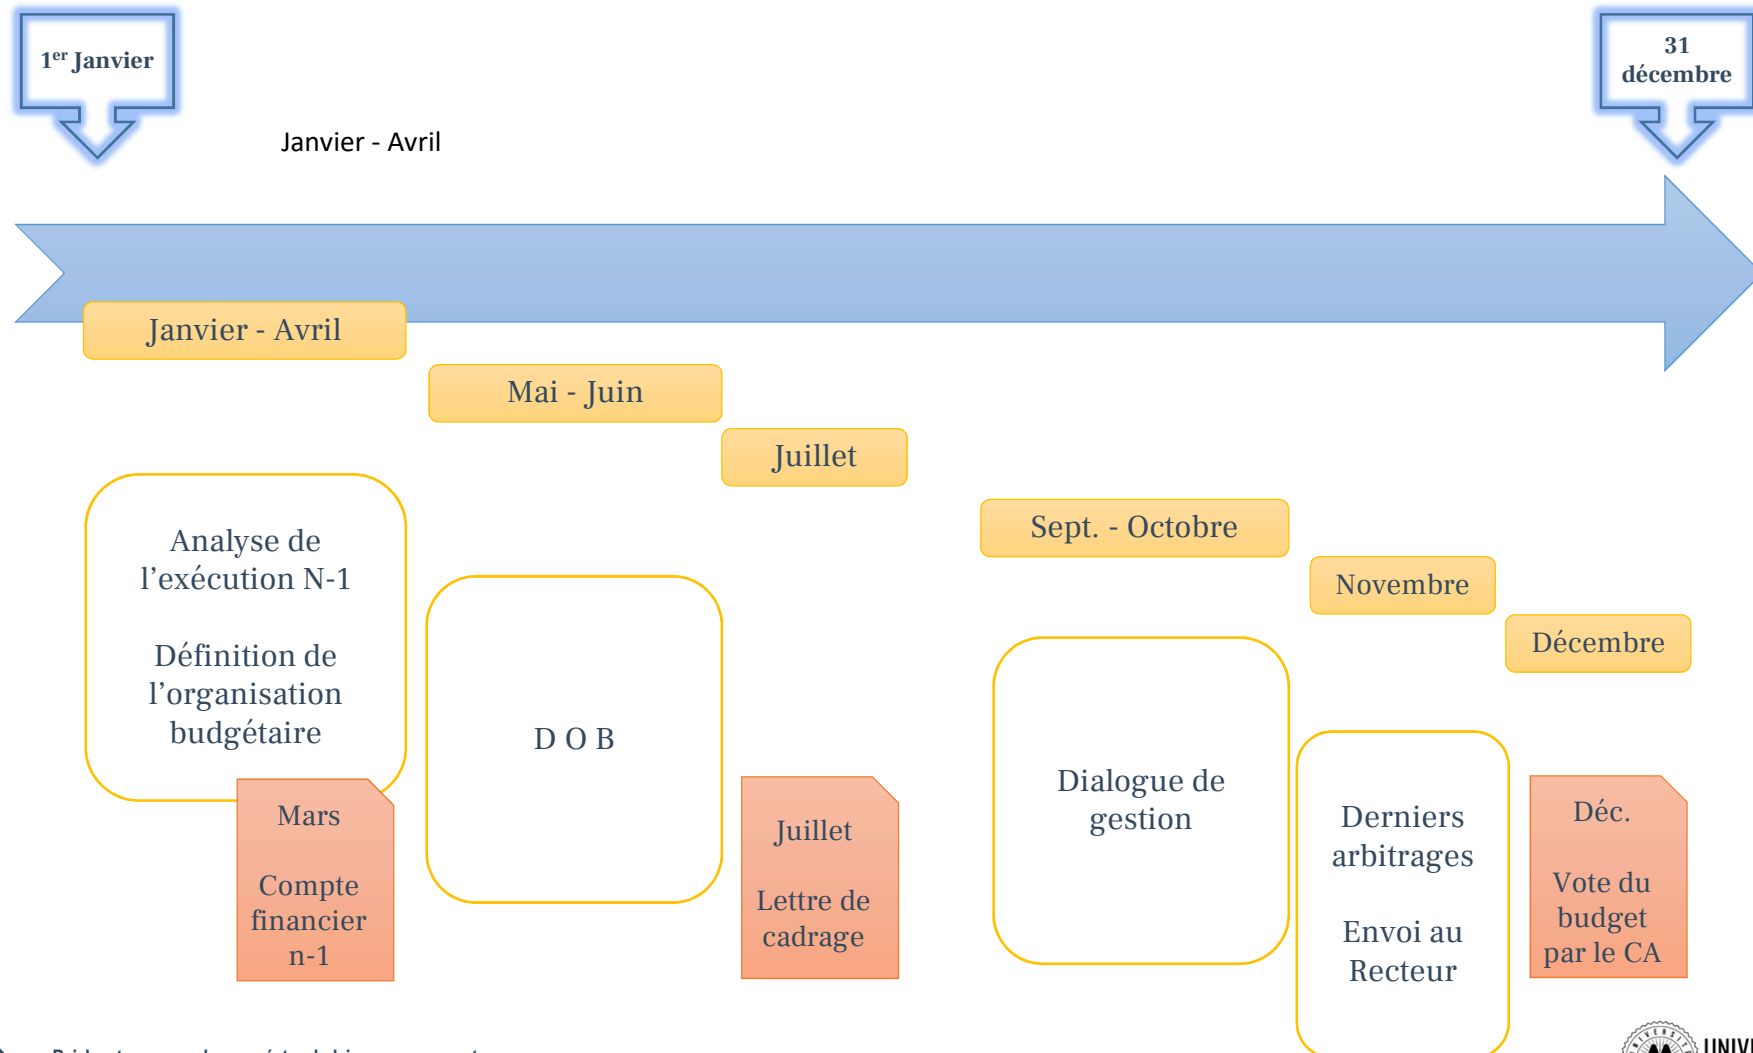 1er Janvier
31
décembre
Janvier - Avril
Janvier - Avril
Mai - Juin
Juillet
Sept. - Octobre
Novembre
Décembre
Analyse de
l’exécution N-1
Définition de
l’organisation
budgétaire
Mars
Compte
financier
n-1
D O B
Juillet
Lettre de
cadrage
Dialogue de
gestion
Derniers
arbitrages
Envoi au
Recteur
Déc.
Vote du
budget
par le CA